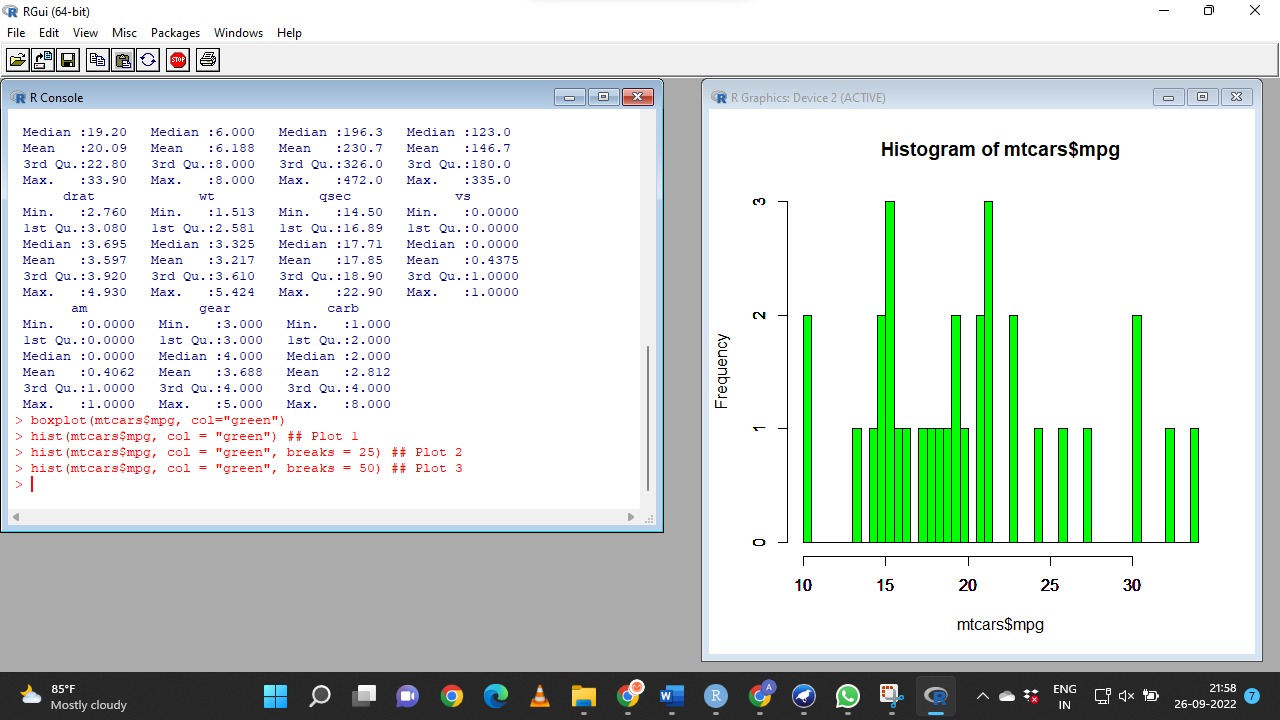 RGui (64-bit)
File Edit View Misc Packages Windows Help
STOP
R Console
Median :19.20   Median :6.000   Median :196.3   Median :123.0
Mean   :20.09   Mean   :6.188   Mean   :230.7   Mean   :146.7
3rd Qu.:22.80   3rd Qu.:8.000   3rd Qu.:326.0   3rd Qu.:180.0
Max.   :33.90   Max.   :8.000   Max.   :472.0   Max.   :335.0
drat             wt             qsec             vs
Min.   :2.760   Min.   :1.513   Min.   :14.50   Min.   :0.0000
1st Qu.:3.080   1st Qu.:2.581   1st Qu.:16.89   1st Qu.:0.0000
Median :3.695   Median :3.325   Median :17.71   Median :0.0000
Mean   :3.597   Mean   :3.217   Mean   :17.85   Mean   :0.4375
3rd Qu.:3.920   3rd Qu.:3.610   3rd Qu.:18.90   3rd Qu.:1.0000
Max.   :4.930   Max.   :5.424   Max.   :22.90   Max.   :1.0000
am              gear            carb
Min.   :0.0000   Min.   :3.000   Min.   :1.000
1st Qu.:0.0000   1st Qu.:3.000   1st Qu.:2.000
Median :0.0000   Median :4.000   Median :2.000
Mean   :0.4062   Mean   :3.688   Mean   :2.812
3rd Qu.:1.0000   3rd Qu.:4.000   3rd Qu.:4.000
Max.   :1.0000   Max.   :5.000   Max.   :8.000
> boxplot(mtcars$mpg, col="green")
> hist(mtcars$mpg, col = "green") ## Plot 1
> hist(mtcars$mpg, col = "green", breaks = 25) ## Plot 2
> hist(mtcars$mpg, col = "green", breaks = 50) ## Plot 3
>
R Graphics: Device 2 (ACTIVE)
Histogram of mtcars$mpg
Frequency
3
2
1
0
10 15 20 25 30
mtcars$mpg
85°F
Mostly cloudy
ENG
IN
21:58
26-09-2022
7